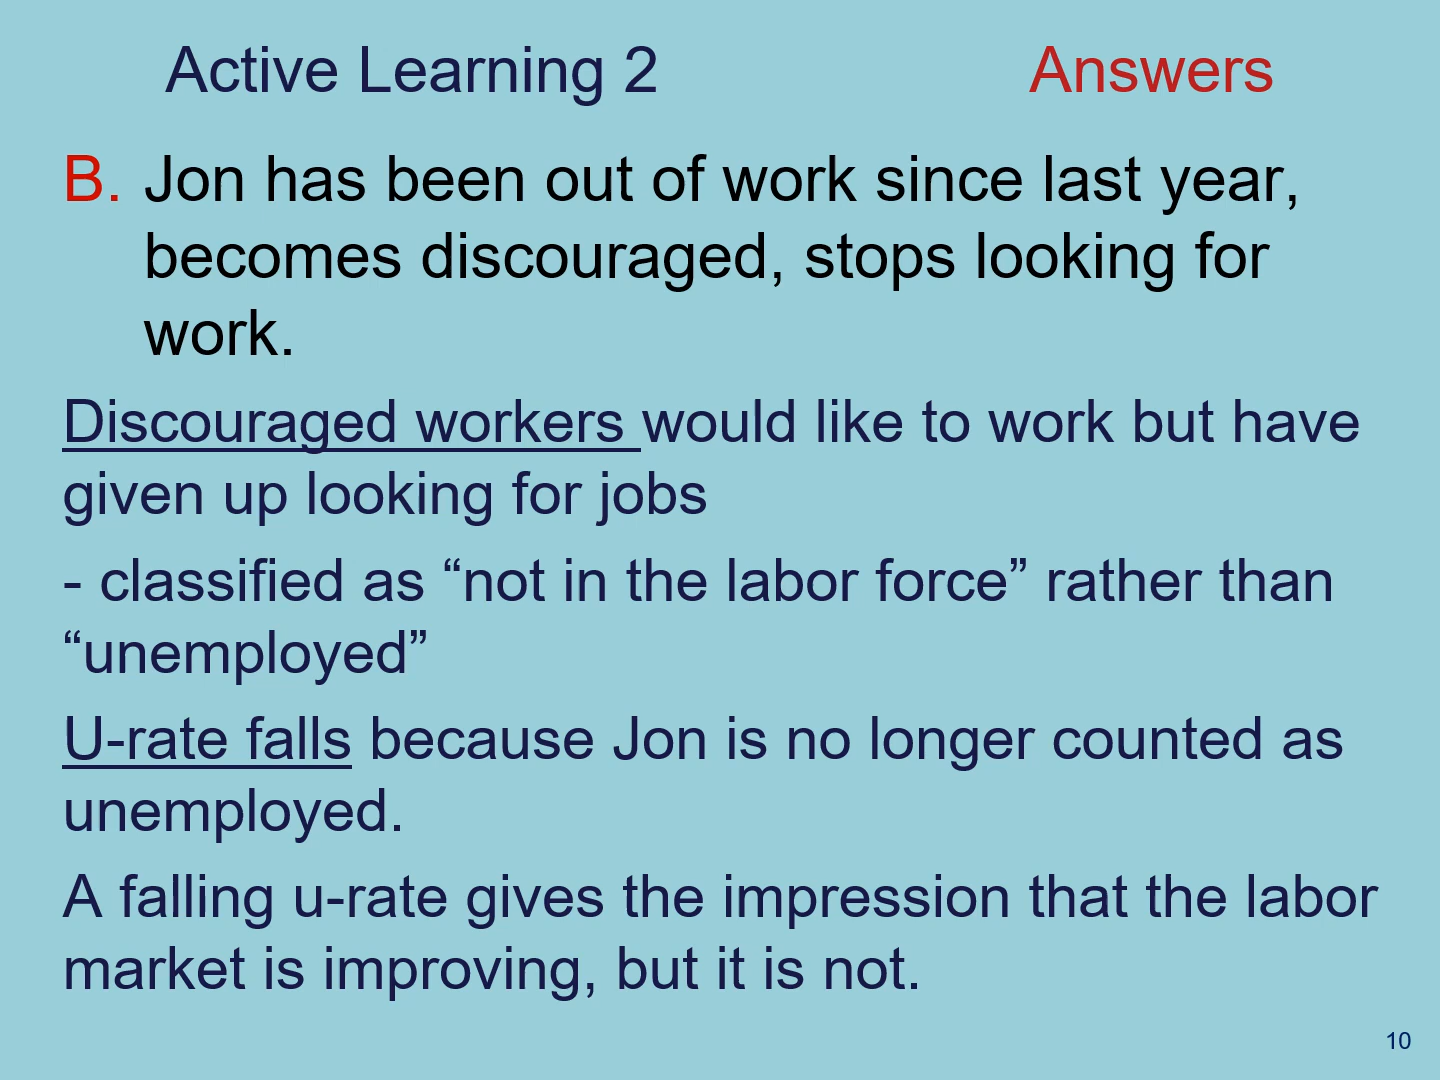 Active Learning 2 Answers
B. Jon has been out of work since last year,
becomes discouraged, stops looking for
work.
Discouraged workers would like to work but have
given up looking for jobs
- classified as “not in the labor force” rather than
“unemployed”
U-rate falls because Jon is no longer counted as
unemployed.
A falling u-rate gives the impression that the labor
market is improving, but it is not.
10